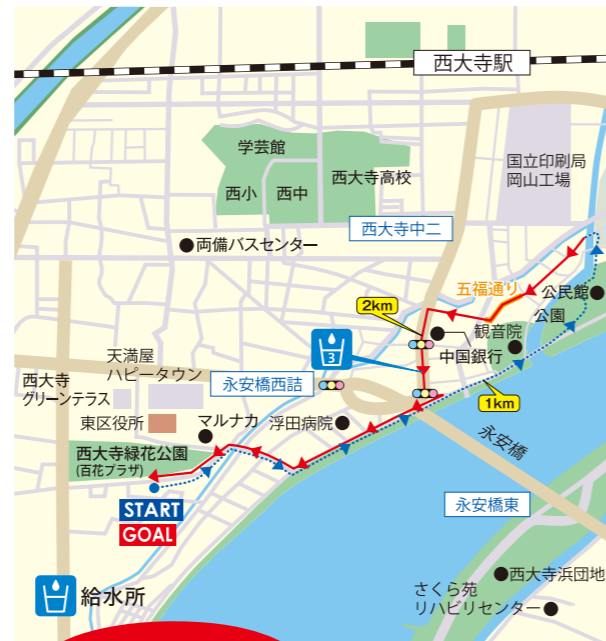 西大寺駅
学芸館
西小
西中
西大寺高校
国立印刷局
岡山工場
西大寺中二
両備バスセンター
五福通り
公民館
公園
2km
観音院
中国銀行
3
天満屋
ハピータウン
永安橋西詰
1km
西大寺
グリーンテラス
東区役所
マルナカ
浮田病院
永安橋
西大寺緑花公園
(百花プラザ)
START
GOAL
永安橋東
給水所
西大寺浜団地
さくら苑
リハビリセンター